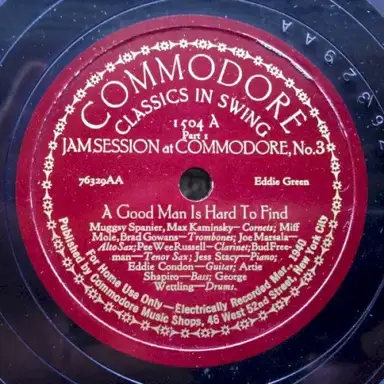 COMMODORE
CLASSICS IN SWING
1504 A
Part 1
JAM SESSION at COMMODORE, No.3
76329AA
Eddie Green
A Good Man Is Hard To Find
Muggsy Spanier, Max Kaminsky—Cornets; Miff
Mole, Brad Gowans—Trombones; Joe Marsala—
Alto Sax; Pee Wee Russell—Clarinet; Bud Free-
man—Tenor Sax; Jess Stacy—Piano;
Eddie Condon—Guitar; Artie
Shapiro—Bass; George
Wettling—Drums.
For Home Use Only—Electrically Recorded Mar., 1940
Published by Commodore Music Shops, 46 West 52nd Street, New York City